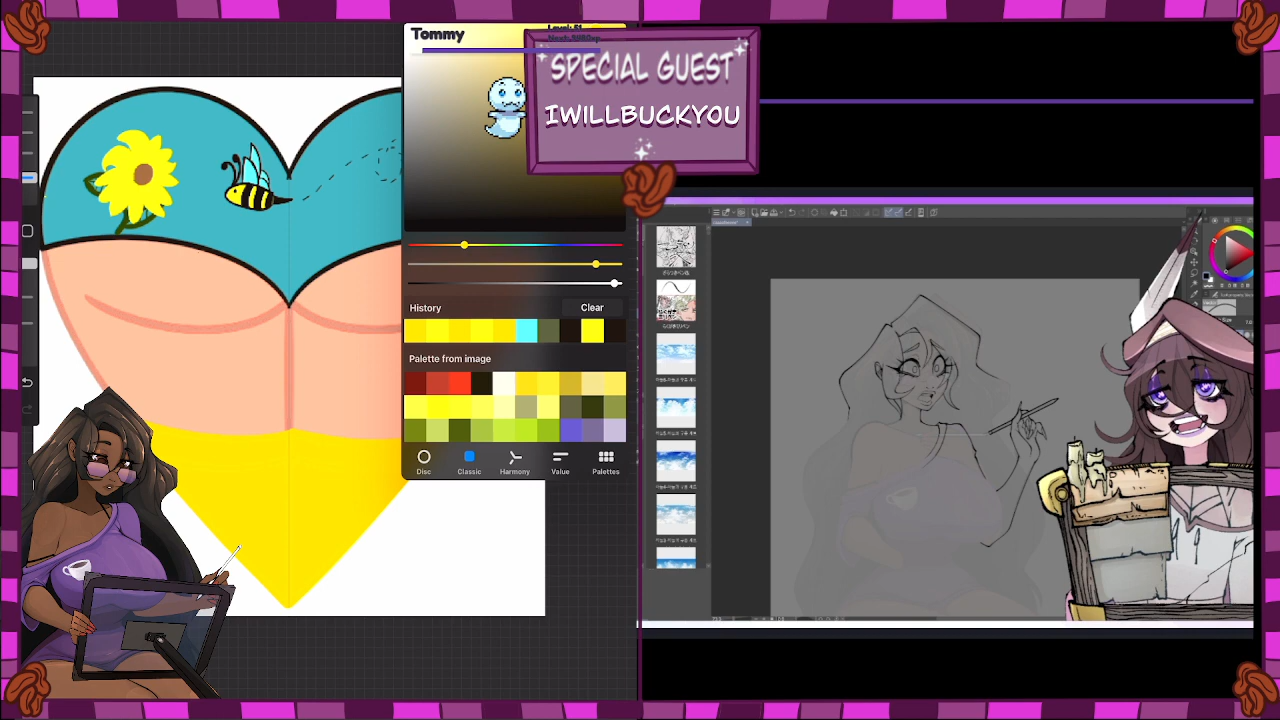 Tommy
SPECIAL GUEST
IWILLBUCKYOU
History
Clear
Palette from image
Disc
Classic
Harmony
Value
Palettes